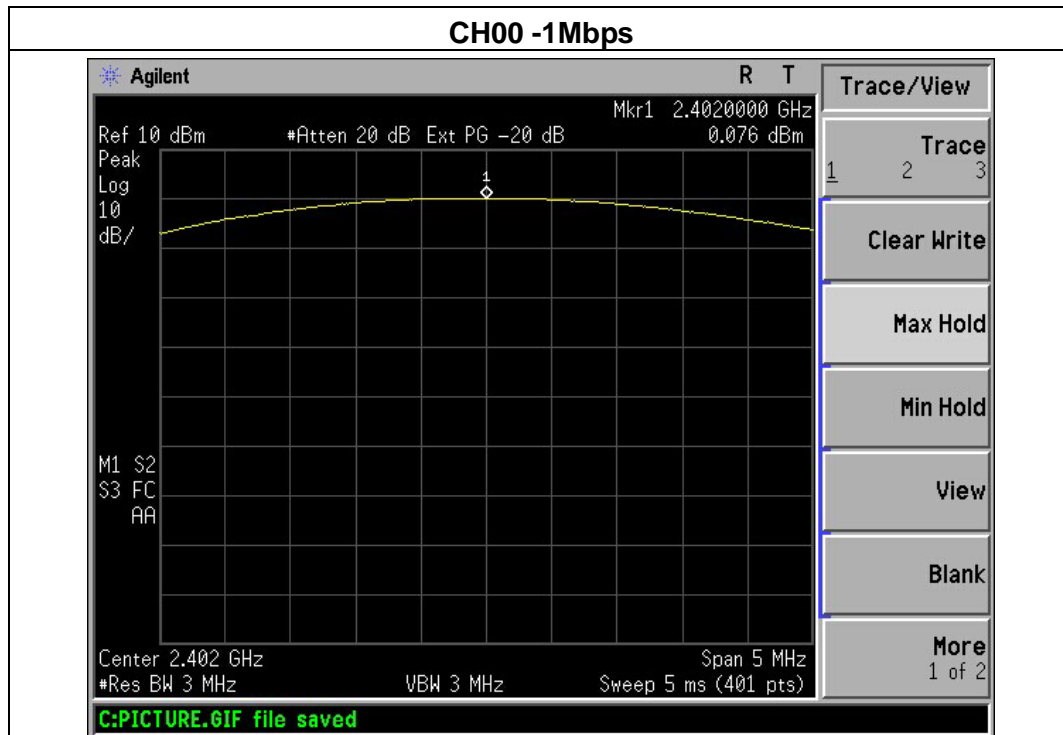 CH00 -1Mbps
Agilent R T
Mkr1 2.4020000 GHz
Ref 10 dBm #Atten 20 dB Ext PG -20 dB 0.076 dBm
Peak
Log
10
dB/
1
M1 S2
S3 FC
AA
Center 2.402 GHz Span 5 MHz
#Res BW 3 MHz VBW 3 MHz Sweep 5 ms (401 pts)
C:PICTURE.GIF file saved
Trace/View
Trace
1 2 3
Clear Write
Max Hold
Min Hold
View
Blank
More
1 of 2